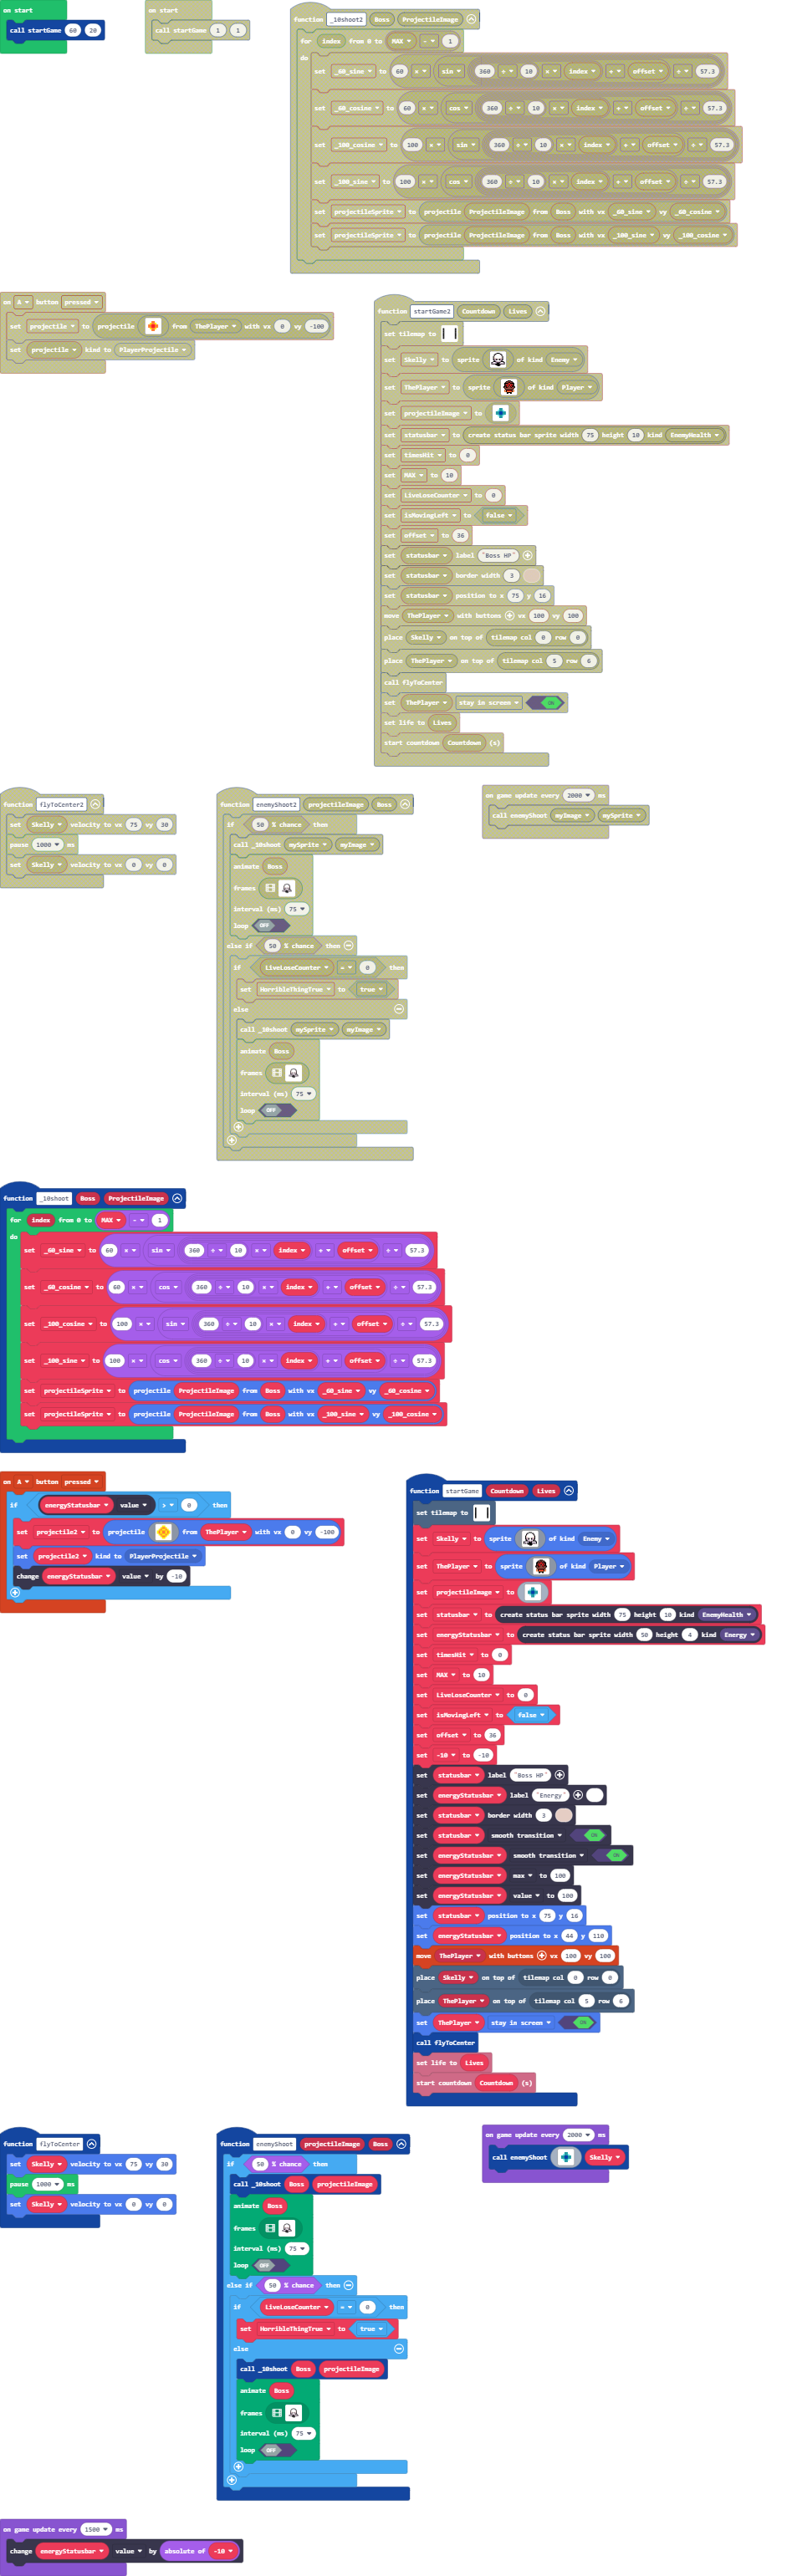 on start
call startGame 60 20
on start
call startGame 1 1
function _10shoot2 Boss ProjectileImage
for index from 0 to MAX - 1
do
set _60_sine to 60 × sin 360 ÷ 10 × index + offset ÷ 57.3
set _60_cosine to 60 × cos 360 ÷ 10 × index + offset ÷ 57.3
set _100_cosine to 100 × sin 360 ÷ 10 × index + offset ÷ 57.3
set _100_sine to 100 × cos 360 ÷ 10 × index + offset ÷ 57.3
set projectileSprite to projectile ProjectileImage from Boss with vx _60_sine vy _60_cosine
set projectileSprite to projectile ProjectileImage from Boss with vx _100_sine vy _100_cosine
on A button pressed
set projectile to projectile from ThePlayer with vx 0 vy -100
set projectile kind to PlayerProjectile
function startGame2 Countdown Lives
set tilemap to
set Skelly to sprite of kind Enemy
set ThePlayer to sprite of kind Player
set projectileImage to
set statusbar to create status bar sprite width 75 height 10 kind EnemyHealth
set timesHit to 0
set MAX to 10
set LiveLoseCounter to 0
set isMovingLeft to false
set offset to 36
set statusbar label "Boss HP"
set statusbar border width 3
set statusbar position to x 75 y 16
move ThePlayer with buttons vx 100 vy 100
place Skelly on top of tilemap col 0 row 0
place ThePlayer on top of tilemap col 5 row 6
call flyToCenter
set ThePlayer stay in screen ON
set life to Lives
start countdown Countdown (s)
function flyToCenter2
set Skelly velocity to vx 75 vy 30
pause 1000 ms
set Skelly velocity to vx 0 vy 0
function enemyShoot2 projectileImage Boss
if 50 % chance then
call _10shoot mySprite myImage
animate Boss
frames
interval (ms) 75
loop OFF
else if 50 % chance then
if LiveLoseCounter = 0 then
set HorribleThingTrue to true
else
call _10shoot mySprite myImage
animate Boss
frames
interval (ms) 75
loop OFF
on game update every 2000 ms
call enemyShoot myImage mySprite
function _10shoot Boss ProjectileImage
for index from 0 to MAX - 1
do
set _60_sine to 60 × sin 360 ÷ 10 × index + offset ÷ 57.3
set _60_cosine to 60 × cos 360 ÷ 10 × index + offset ÷ 57.3
set _100_cosine to 100 × sin 360 ÷ 10 × index + offset ÷ 57.3
set _100_sine to 100 × cos 360 ÷ 10 × index + offset ÷ 57.3
set projectileSprite to projectile ProjectileImage from Boss with vx _60_sine vy _60_cosine
set projectileSprite to projectile ProjectileImage from Boss with vx _100_sine vy _100_cosine
on A button pressed
if energyStatusbar value > 0 then
set projectile2 to projectile from ThePlayer with vx 0 vy -100
set projectile2 kind to PlayerProjectile
change energyStatusbar value by -10
function startGame Countdown Lives
set tilemap to
set Skelly to sprite of kind Enemy
set ThePlayer to sprite of kind Player
set projectileImage to
set statusbar to create status bar sprite width 75 height 10 kind EnemyHealth
set energyStatusbar to create status bar sprite width 50 height 4 kind Energy
set timesHit to 0
set MAX to 10
set LiveLoseCounter to 0
set isMovingLeft to false
set offset to 36
set -10 to -10
set statusbar label "Boss HP"
set energyStatusbar label "Energy"
set statusbar border width 3
set statusbar smooth transition ON
set energyStatusbar smooth transition ON
set energyStatusbar max to 100
set energyStatusbar value to 100
set statusbar position to x 75 y 16
set energyStatusbar position to x 44 y 110
move ThePlayer with buttons vx 100 vy 100
place Skelly on top of tilemap col 0 row 0
place ThePlayer on top of tilemap col 5 row 6
set ThePlayer stay in screen ON
call flyToCenter
set life to Lives
start countdown Countdown (s)
function flyToCenter
set Skelly velocity to vx 75 vy 30
pause 1000 ms
set Skelly velocity to vx 0 vy 0
function enemyShoot projectileImage Boss
if 50 % chance then
call _10shoot Boss projectileImage
animate Boss
frames
interval (ms) 75
loop OFF
else if 50 % chance then
if LiveLoseCounter = 0 then
set HorribleThingTrue to true
else
call _10shoot Boss projectileImage
animate Boss
frames
interval (ms) 75
loop OFF
on game update every 2000 ms
call enemyShoot Skelly
on game update every 1500 ms
change energyStatusbar value by absolute of -10